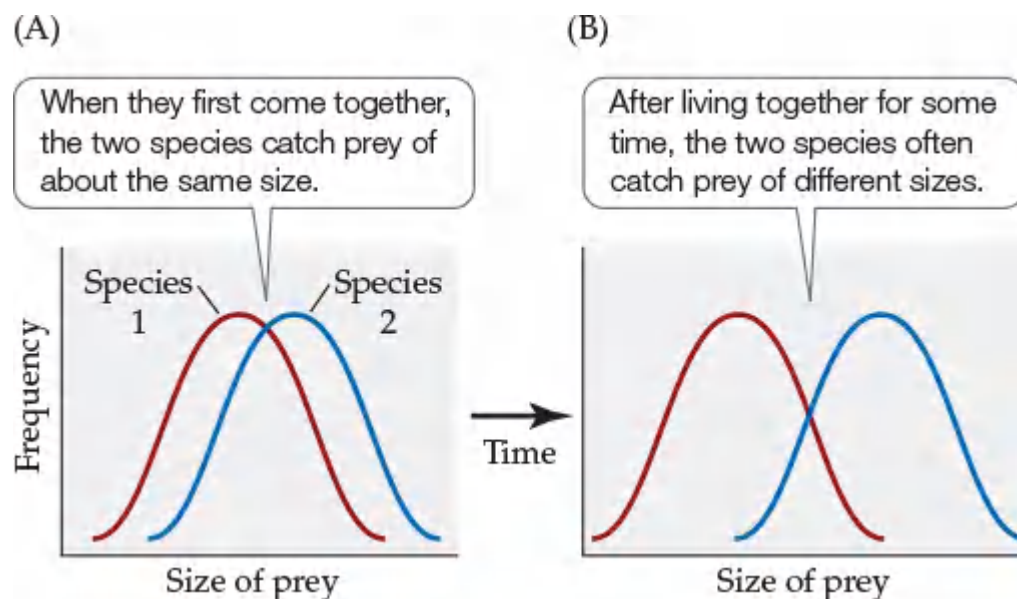 (A)
When they first come together,
the two species catch prey of
about the same size.
Species
1
Species
2
Frequency
Size of prey
Time
(B)
After living together for some
time, the two species often
catch prey of different sizes.
Size of prey